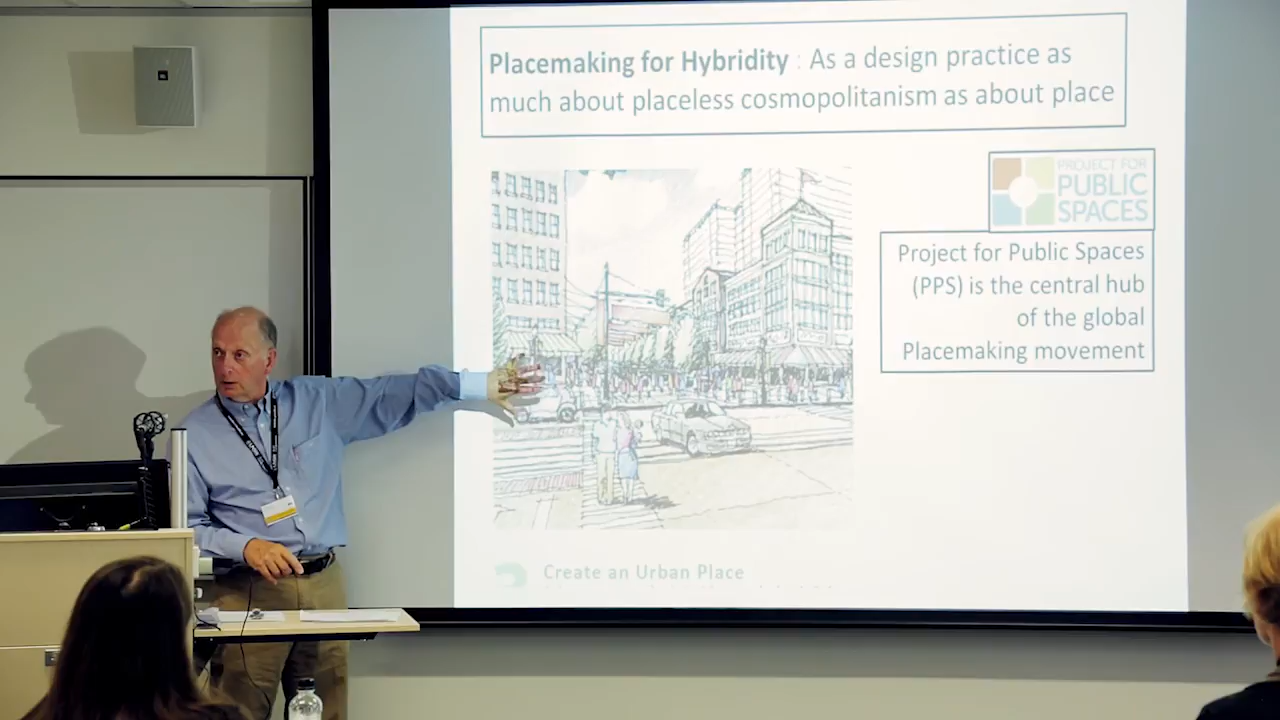 Placemaking for Hybridity : As a design practice as
much about placeless cosmopolitanism as about place
PROJECT FOR
PUBLIC
SPACES
Project for Public Spaces
(PPS) is the central hub
of the global
Placemaking movement
Create an Urban Place